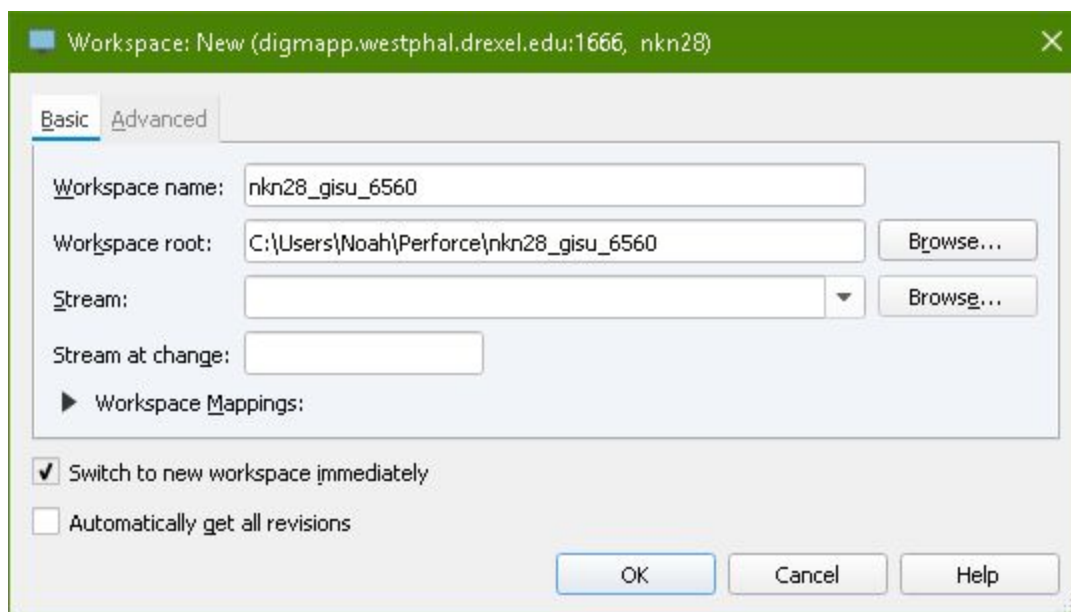 Workspace: New (digmapp.westphal.drexel.edu:1666, nkn28)
Basic Advanced
Workspace name: nkn28_gisu_6560
Workspace root: C:\Users\Noah\Perforce\nkn28_gisu_6560 Browse...
Stream: Browse...
Stream at change:
Workspace Mappings:
Switch to new workspace immediately
Automatically get all revisions
OK Cancel Help